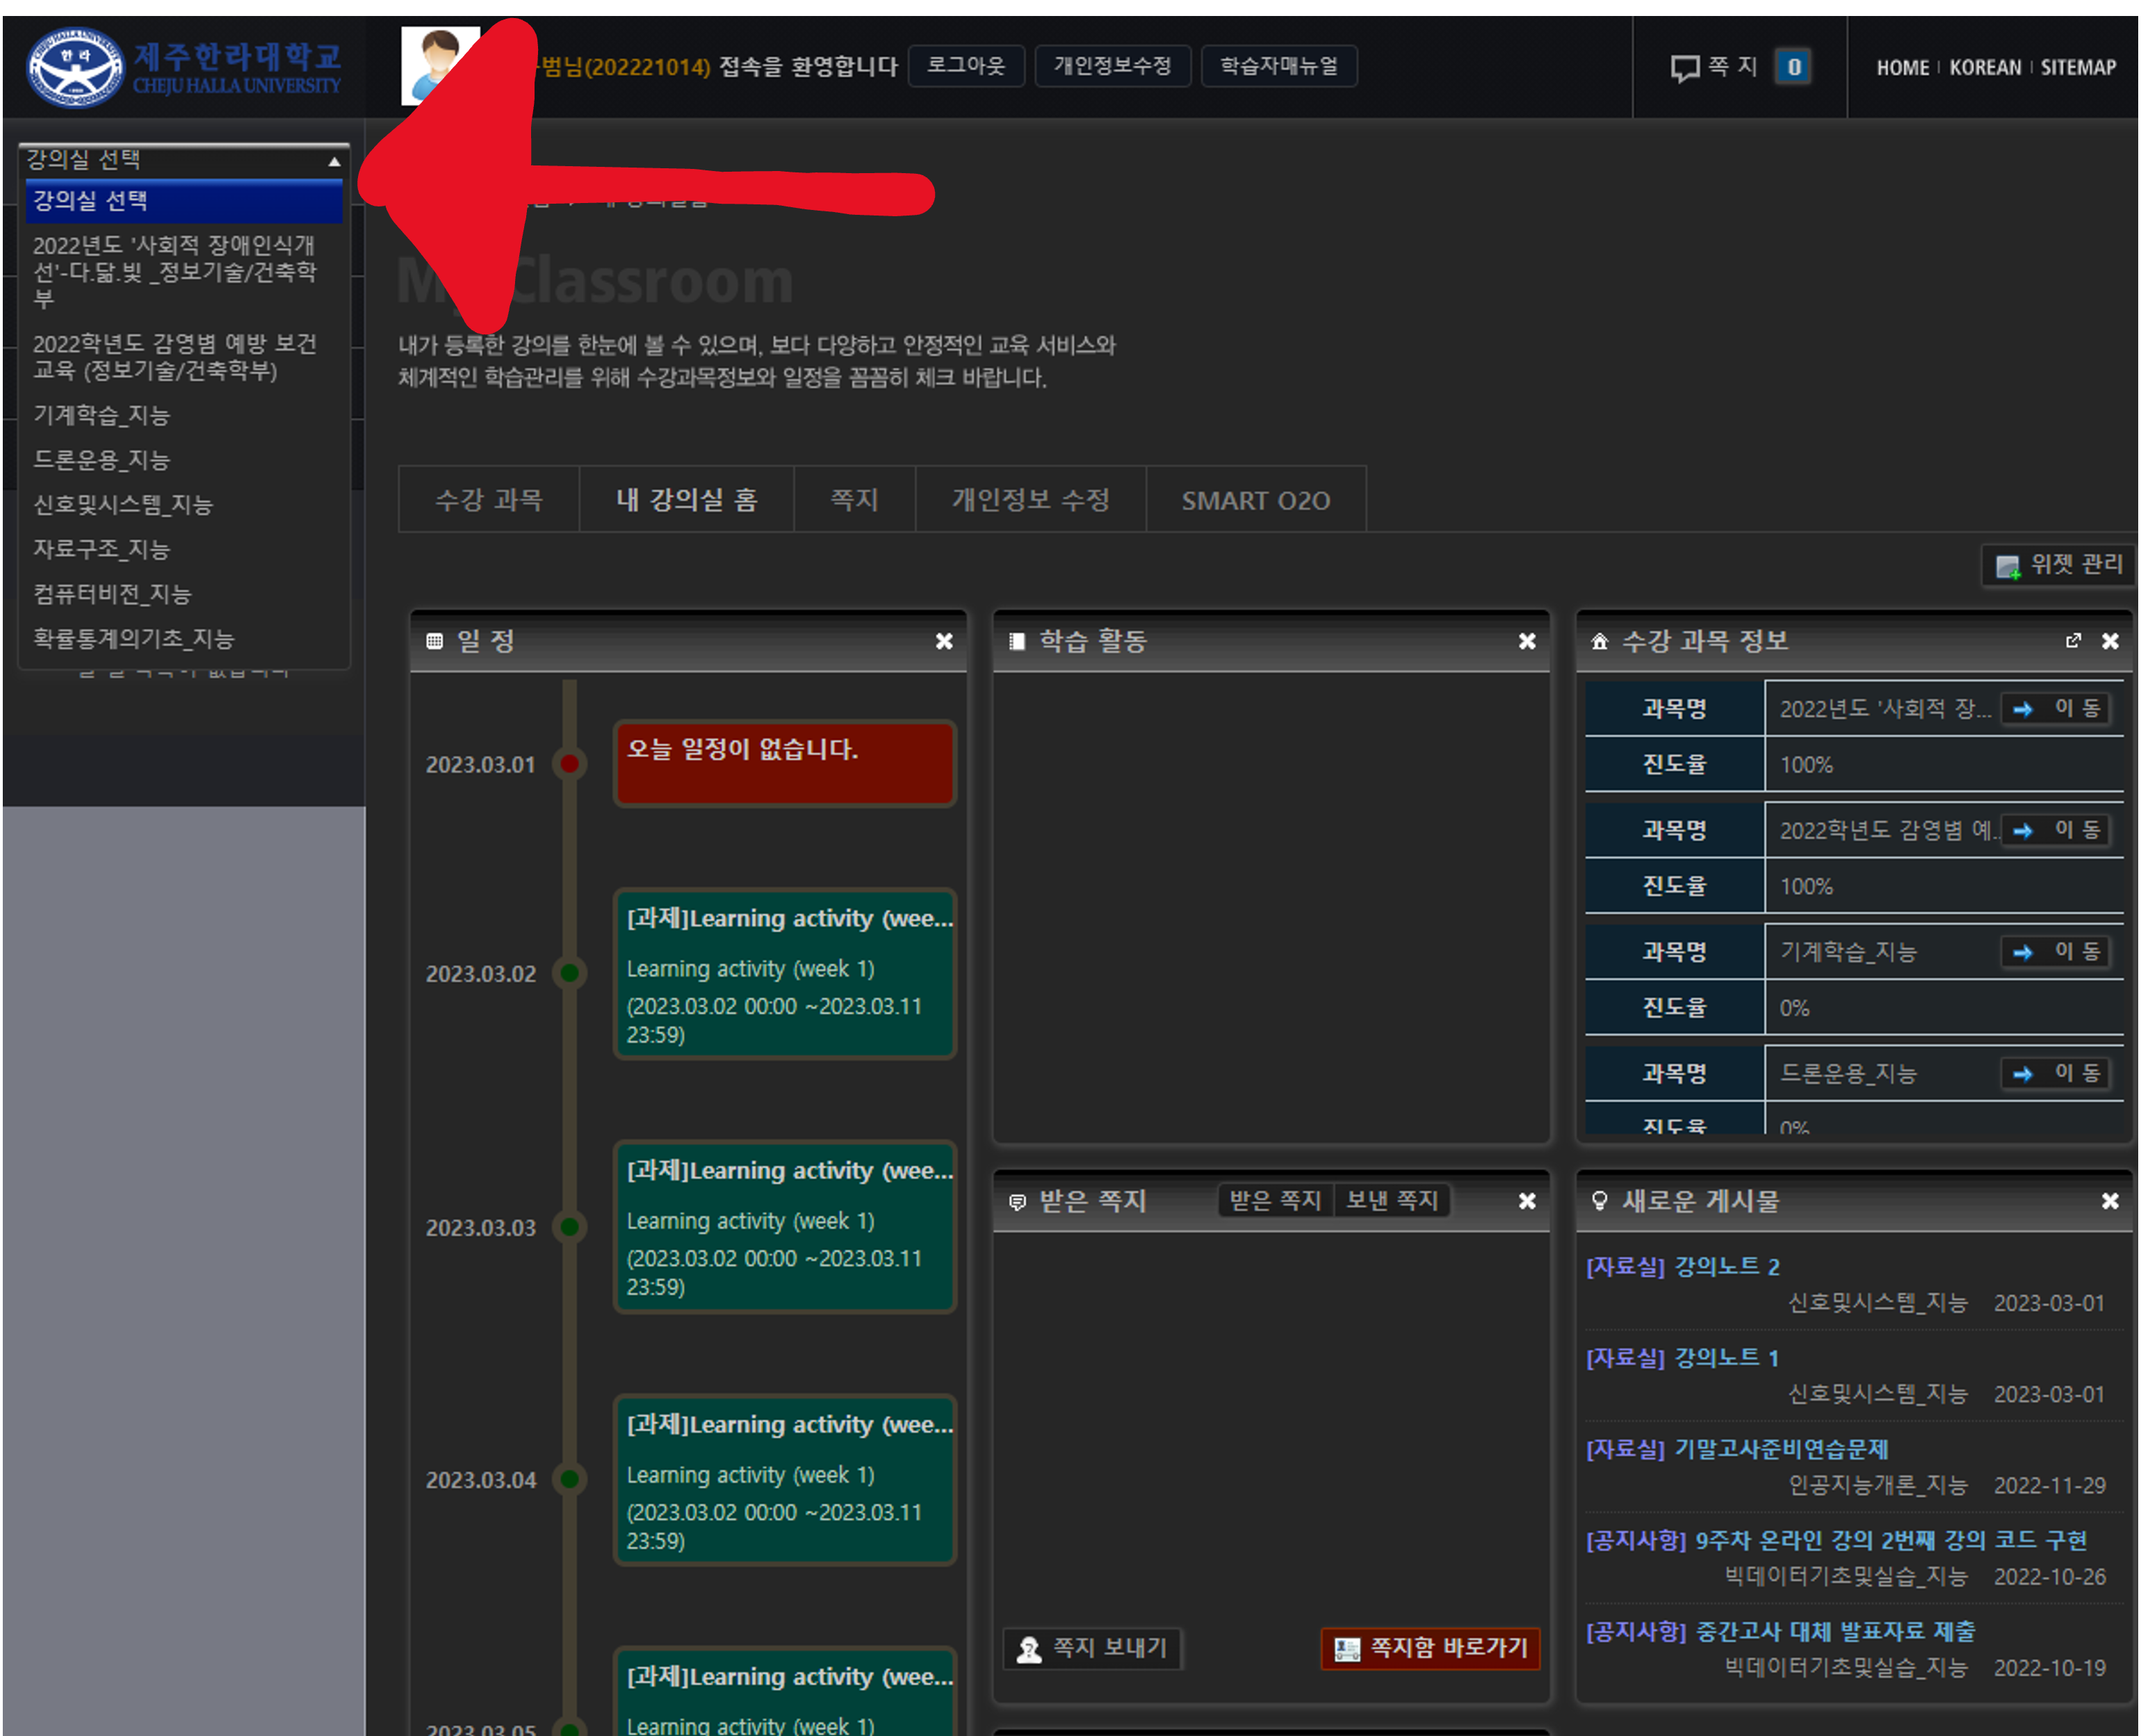 제주한라대학교
CHEJU HALLA UNIVERSITY
범님(202221014) 접속을 환영합니다
로그아웃
개인정보수정
학습자매뉴얼
쪽 지
0
HOME | KOREAN | SITEMAP
강의실 선택
강의실 선택
2022년도 '사회적 장애인식개
선'-다.닮.빛 _정보기술/건축학
부
2022학년도 감영볌 예방 보건
교육 (정보기술/건축학부)
기계학습_지능
드론운용_지능
신호및시스템_지능
자료구조_지능
컴퓨터비전_지능
확률통계의기초_지능
Classroom
내가 등록한 강의를 한눈에 볼 수 있으며, 보다 다양하고 안정적인 교육 서비스와
체계적인 학습관리를 위해 수강과목정보와 일정을 꼼꼼히 체크 바랍니다.
수강 과목
내 강의실 홈
쪽지
개인정보 수정
SMART O2O
위젯 관리
일 정
2023.03.01
오늘 일정이 없습니다.
2023.03.02
[과제]Learning activity (wee...
Learning activity (week 1)
(2023.03.02 00:00 ~2023.03.11
23:59)
2023.03.03
[과제]Learning activity (wee...
Learning activity (week 1)
(2023.03.02 00:00 ~2023.03.11
23:59)
2023.03.04
[과제]Learning activity (wee...
Learning activity (week 1)
(2023.03.02 00:00 ~2023.03.11
23:59)
2023.03.05
[과제]Learning activity (wee...
Learning activity (week 1)
학습 활동
수강 과목 정보
과목명
2022년도 '사회적 장...
이 동
진도율
100%
과목명
2022학년도 감영볌 예..
이 동
진도율
100%
과목명
기계학습_지능
이 동
진도율
0%
과목명
드론운용_지능
이 동
진도율
0%
받은 쪽지
받은 쪽지
보낸 쪽지
쪽지 보내기
쪽지함 바로가기
새로운 게시물
[자료실] 강의노트 2
신호및시스템_지능 2023-03-01
[자료실] 강의노트 1
신호및시스템_지능 2023-03-01
[자료실] 기말고사준비연습문제
인공지능개론_지능 2022-11-29
[공지사항] 9주차 온라인 강의 2번째 강의 코드 구현
빅데이터기초및실습_지능 2022-10-26
[공지사항] 중간고사 대체 발표자료 제출
빅데이터기초및실습_지능 2022-10-19